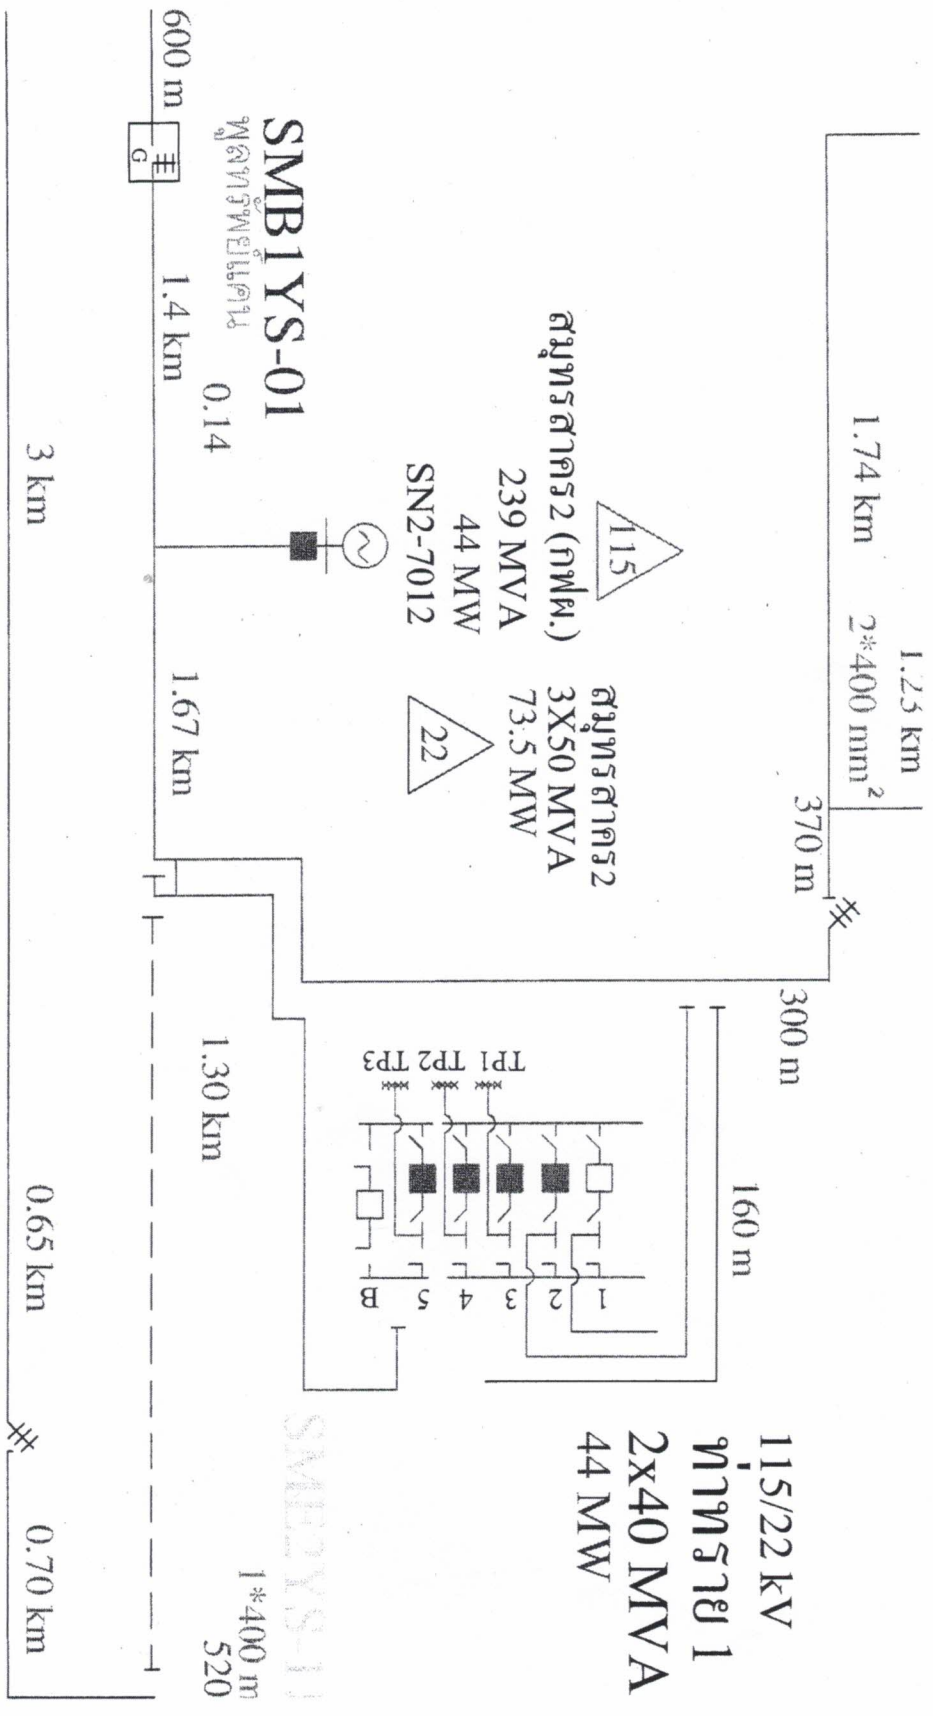 600 m
G
SMB1YS-01
พูลทรัพย์แคน
1.4 km
0.14
3 km
115
สมุทรสาคร2 (กฟผ.)
239 MVA
44 MW
SN2-7012
1.74 km
1.23 km
2*400 mm²
สมุทรสาคร2
3X50 MVA
73.5 MW
22
1.67 km
370 m
300 m
TP1
TP2
TP3
160 m
1
2
3
4
5
B
1.30 km
0.65 km
115/22 kV
ท่าทราย 1
2x40 MVA
44 MW
1*400 m
520
0.70 km